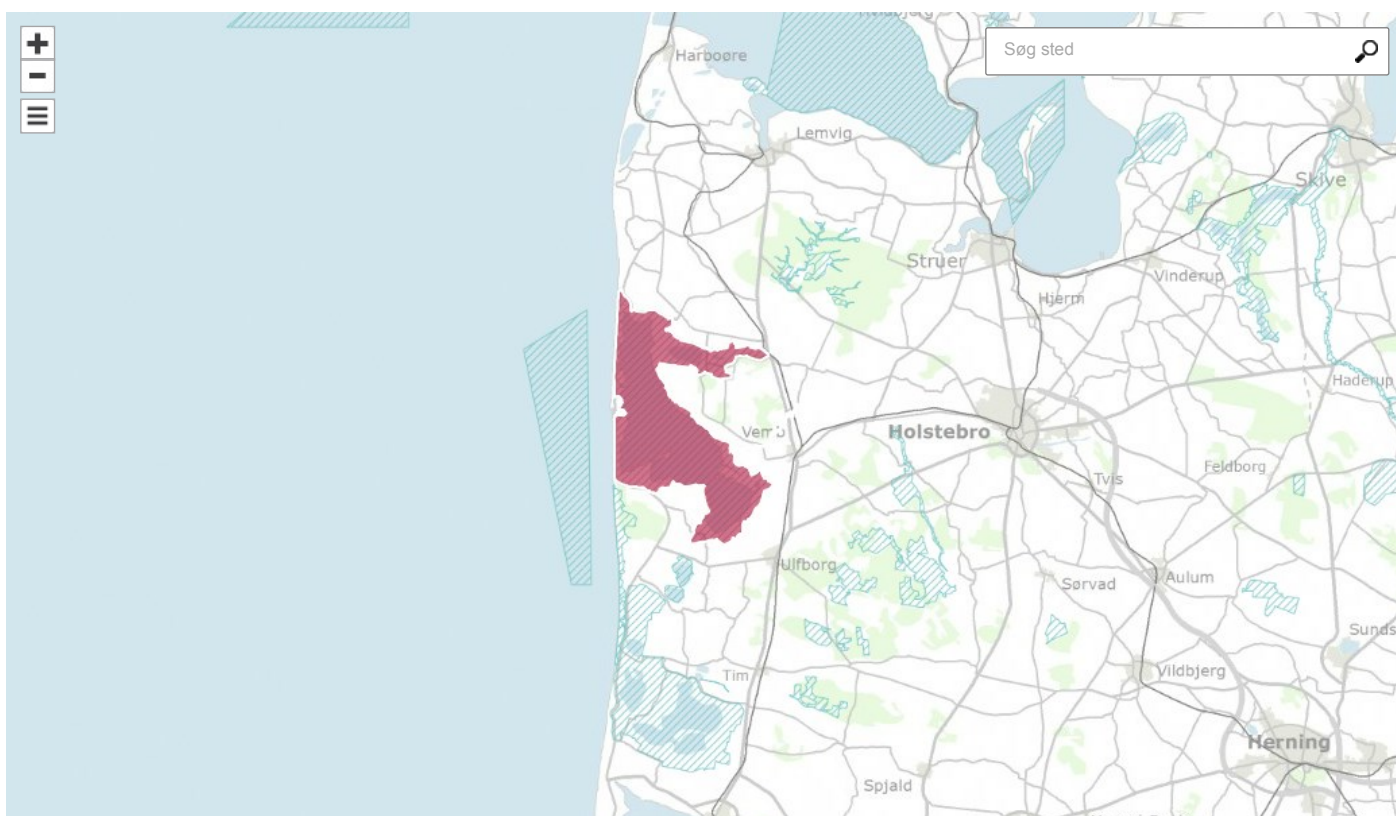 Søg sted
Harboøre
Lemvig
Skive
Struer
Vinderup
Hjerm
Haderup
Holstebro
Feldborg
Tvis
Ulfborg
Aulum
Sørvad
Sunds
Vildbjerg
Tim
Herning
Spjald